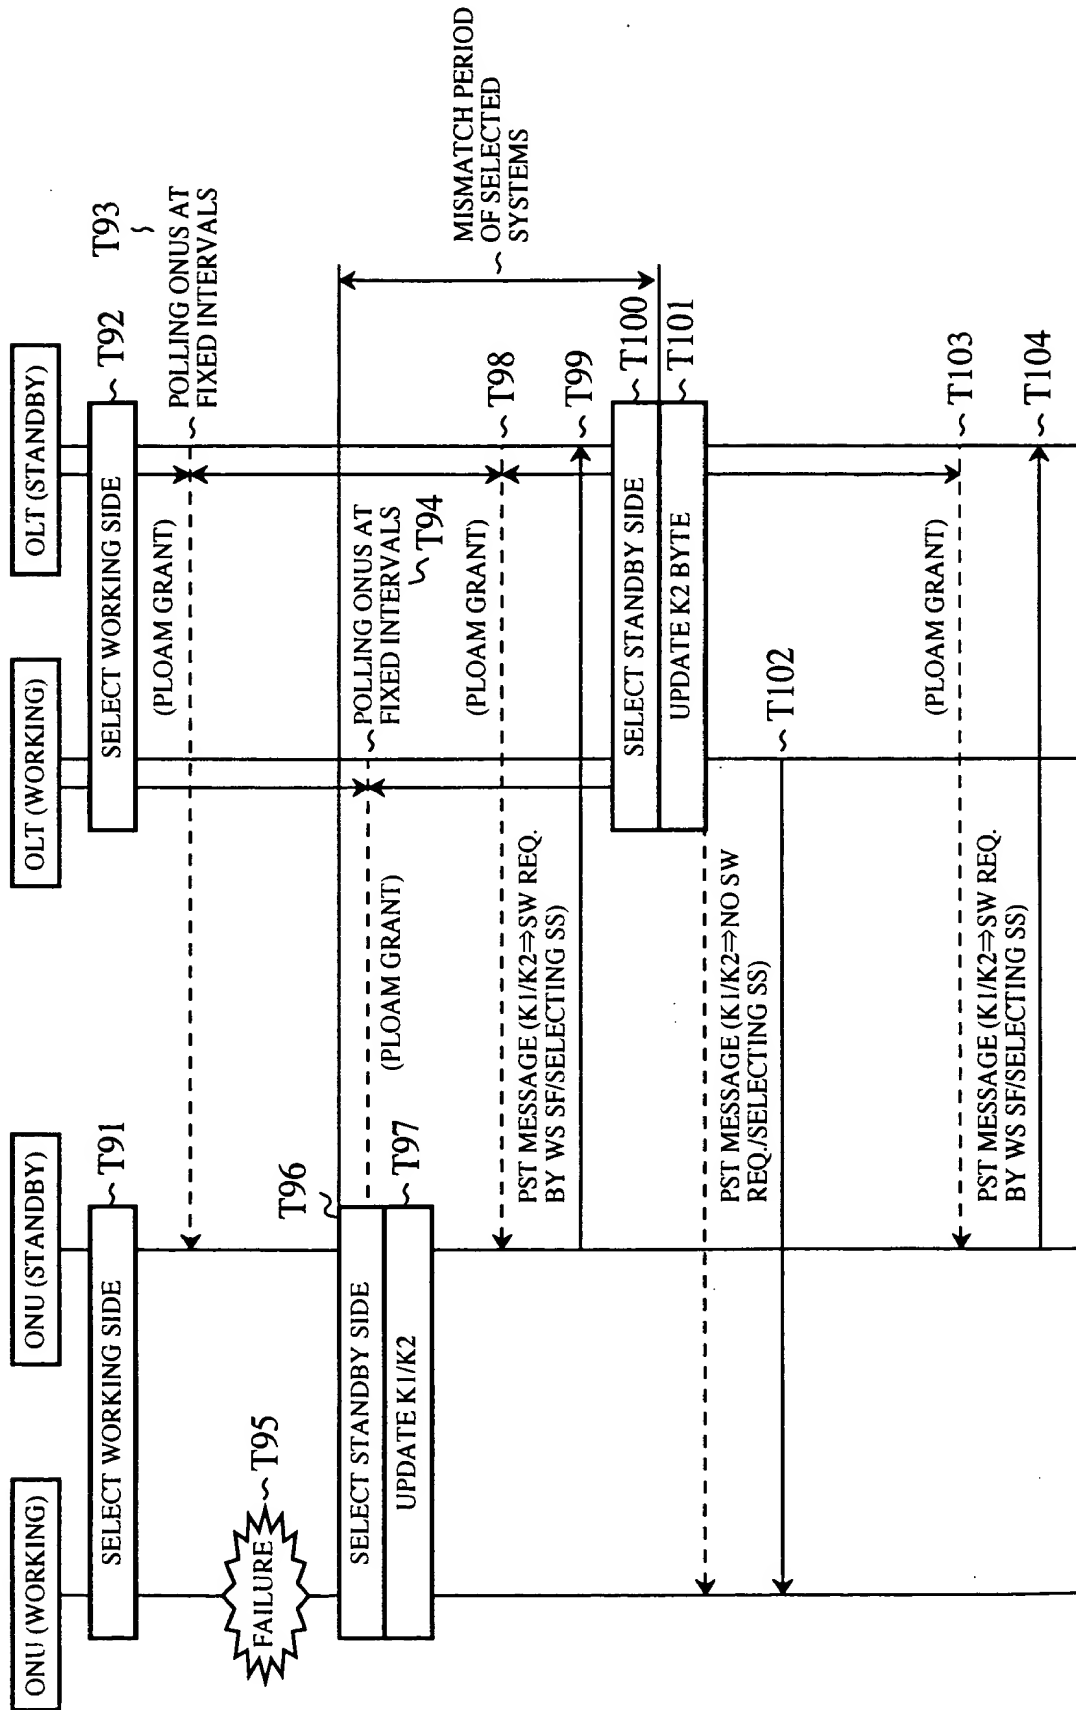 ONU (WORKING)
ONU (STANDBY)
OLT (WORKING)
OLT (STANDBY)
SELECT WORKING SIDE
T91
SELECT WORKING SIDE
T92
T93
POLLING ONUS AT
FIXED INTERVALS
(PLOAM GRANT)
FAILURE
T95
T96
SELECT STANDBY SIDE
UPDATE K1/K2
T97
(PLOAM GRANT)
POLLING ONUS AT
FIXED INTERVALS
T94
MISMATCH PERIOD
OF SELECTED
SYSTEMS
(PLOAM GRANT)
T98
PST MESSAGE (K1/K2⇒SW REQ.
BY WS SF/SELECTING SS)
T99
SELECT STANDBY SIDE
T100
UPDATE K2 BYTE
T101
PST MESSAGE (K1/K2⇒NO SW
REQ./SELECTING SS)
T102
(PLOAM GRANT)
T103
PST MESSAGE (K1/K2⇒SW REQ.
BY WS SF/SELECTING SS)
T104